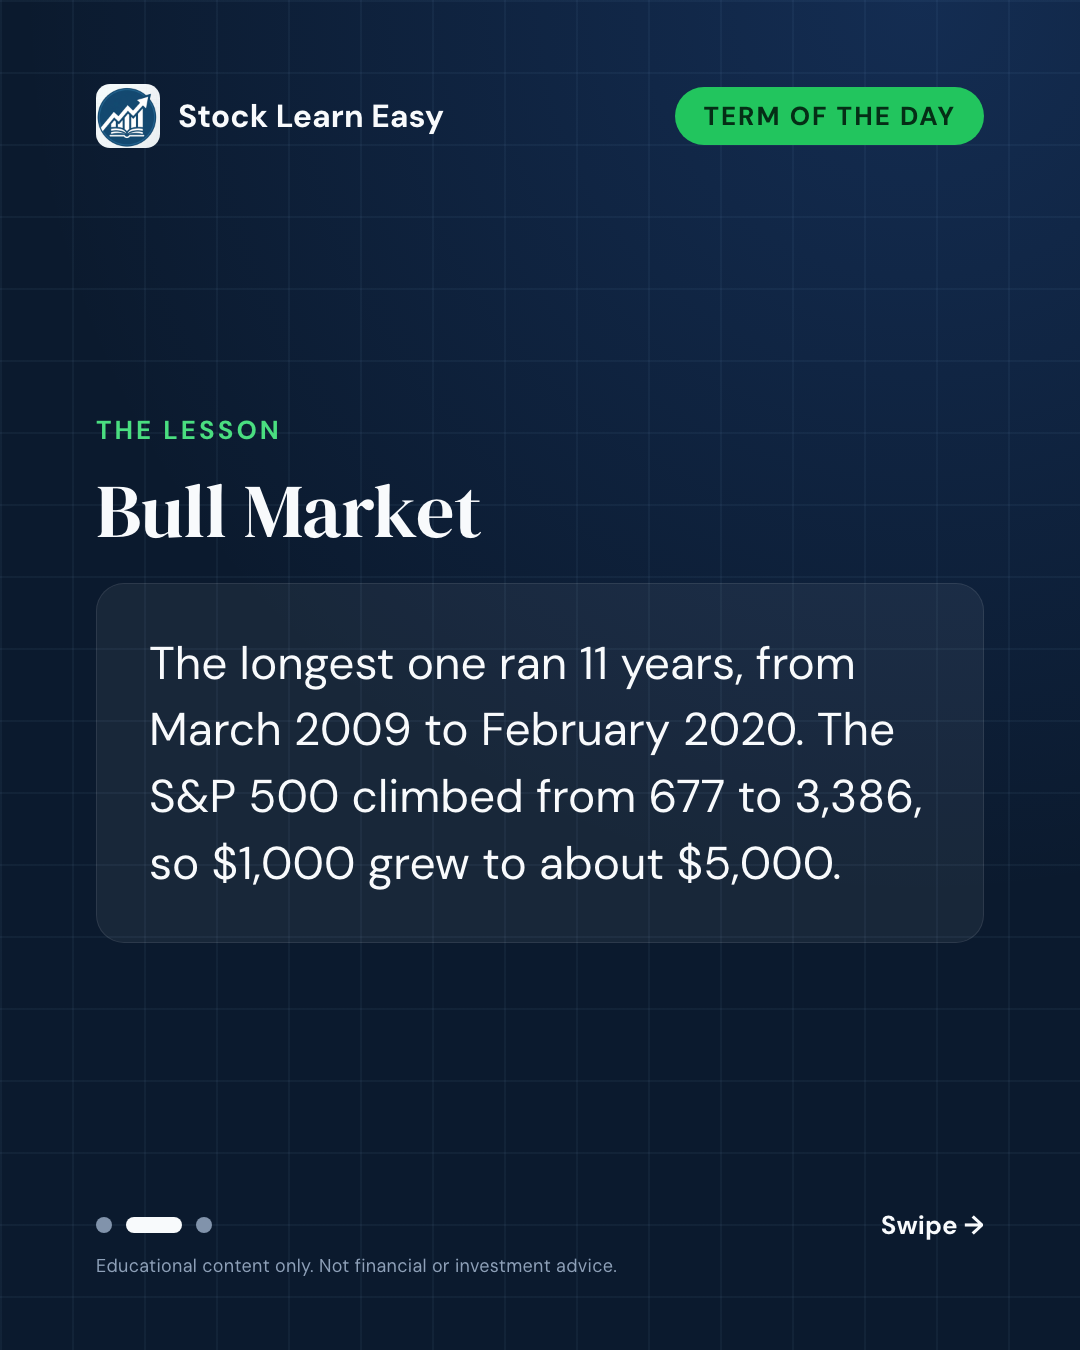 Stock Learn Easy
TERM OF THE DAY
THE LESSON
Bull Market
The longest one ran 11 years, from
March 2009 to February 2020. The
S&P 500 climbed from 677 to 3,386,
so $1,000 grew to about $5,000.
Swipe →
Educational content only. Not financial or investment advice.